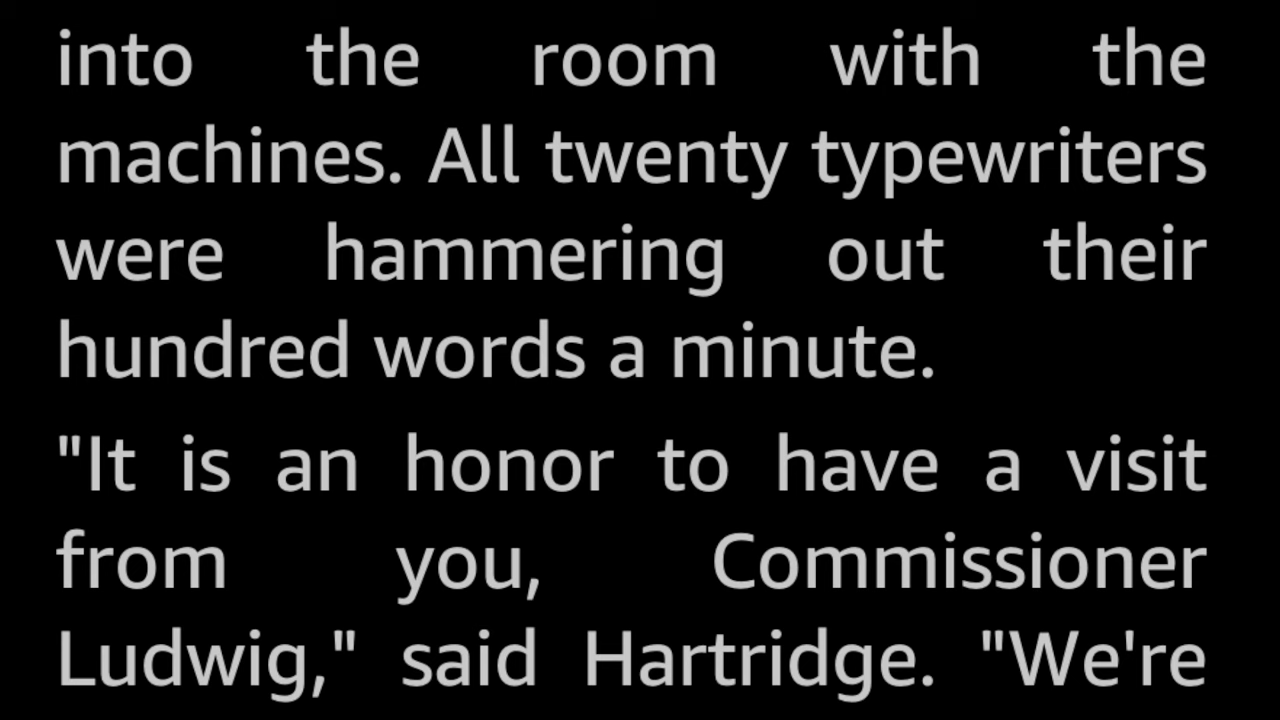 into the room with the
machines. All twenty typewriters
were hammering out their
hundred words a minute.
"It is an honor to have a visit
from you, Commissioner
Ludwig," said Hartridge. "We're